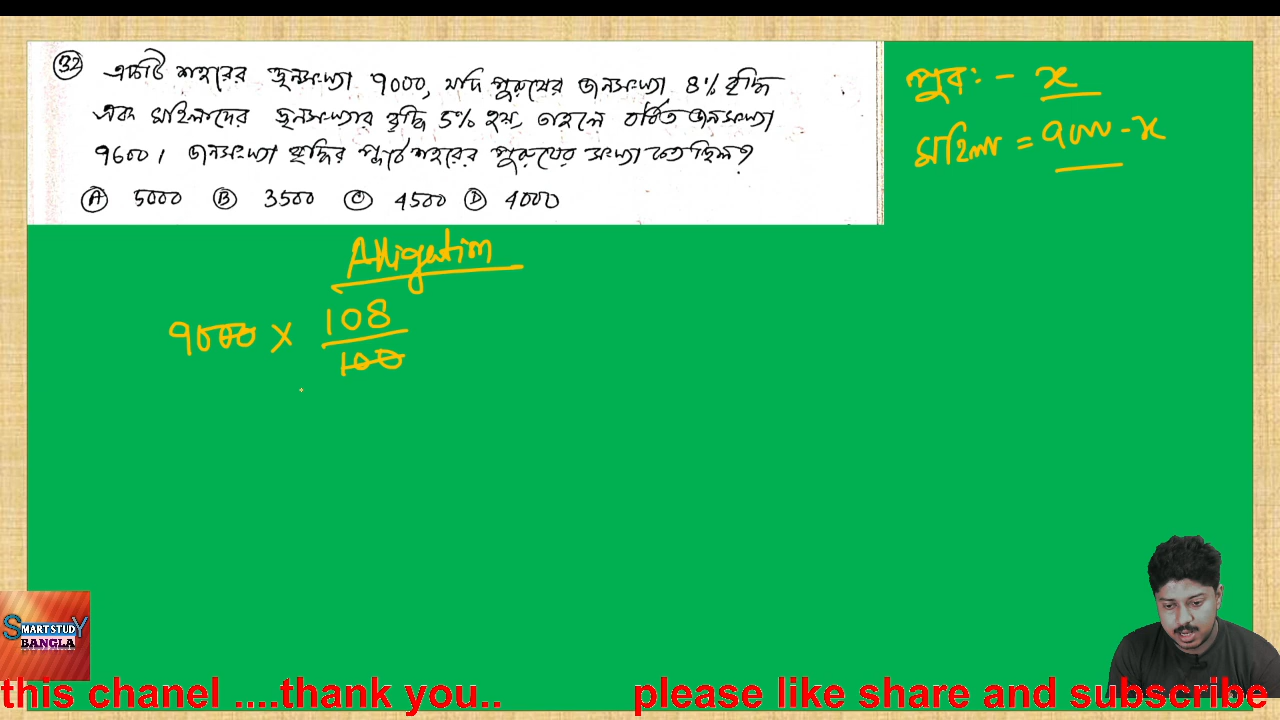 32 একটি শহরের জনসংখ্যা 9000, যদি পুরুষের জনসংখ্যা 8% বৃদ্ধি
এবং মহিলাদের জনসংখ্যার বৃদ্ধি 5% হয়, তাহলে বর্ধিত জনসংখ্যা
9600। জনসংখ্যা বৃদ্ধির পূর্বে শহরের পুরুষের সংখ্যা কত ছিল?
A 5000 B 3500 C 4500 D 4000
পুরু: - x
মহিলা = 9000 - x
Alligation
9000 × 108
100
SMART STUDY
BANGLA
this chanel ....thank you.. please like share and subscribe